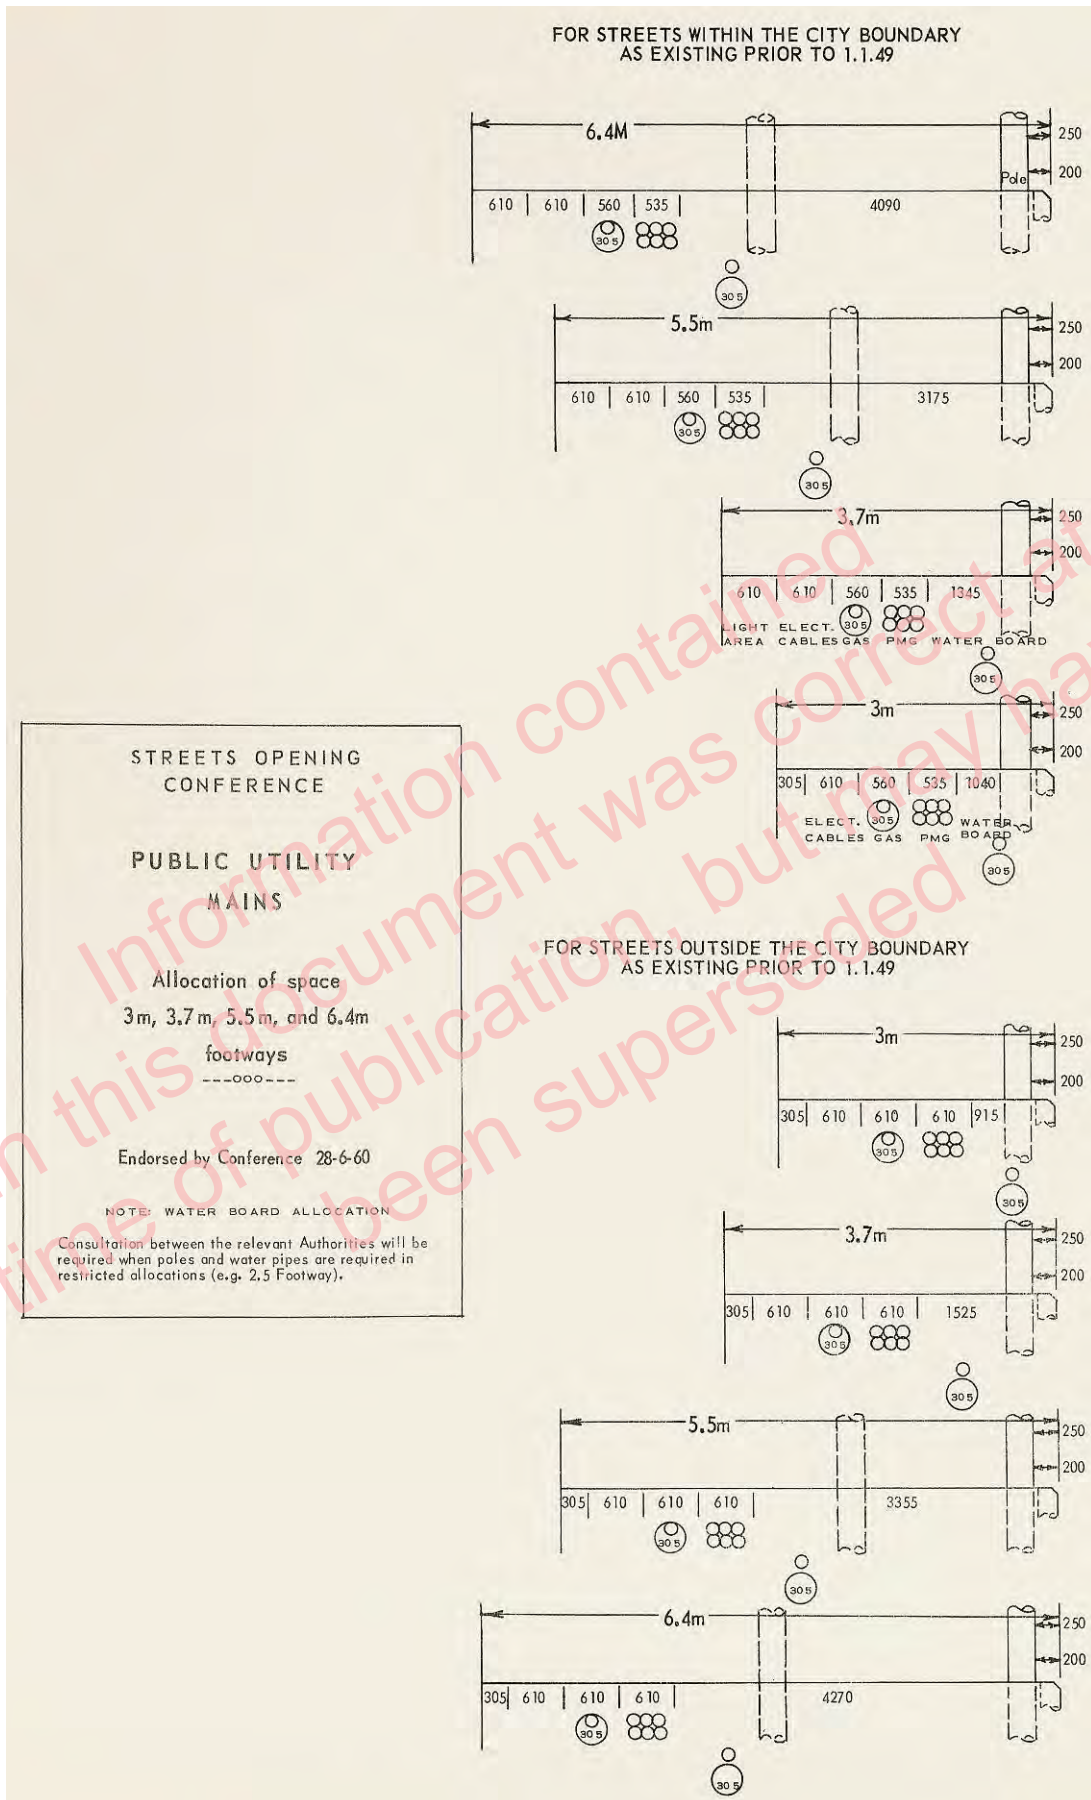 FOR STREETS WITHIN THE CITY BOUNDARY
AS EXISTING PRIOR TO 1.1.49
6.4M
250
200
Pole
610 610 560 535 4090
305
305
5.5m
250
200
610 610 560 535 3175
305
305
3.7m
250
200
610 610 560 535 1345
305
LIGHT ELECT.
AREA CABLES GAS PMG WATER BOARD
305
3m
250
200
305 610 560 535 1040
305
ELECT. WATER
CABLES GAS PMG BOARD
305
STREETS OPENING
CONFERENCE
PUBLIC UTILITY
MAINS
Allocation of space
3m, 3.7m, 5.5m, and 6.4m
footways
---ooo---
Endorsed by Conference 28-6-60
NOTE: WATER BOARD ALLOCATION
Consultation between the relevant Authorities will be
required when poles and water pipes are required in
restricted allocations (e.g. 2.5 Footway).
FOR STREETS OUTSIDE THE CITY BOUNDARY
AS EXISTING PRIOR TO 1.1.49
3m
250
200
305 610 610 610 915
305
305
3.7m
250
200
305 610 610 610 1525
305
305
5.5m
250
200
305 610 610 610 3355
305
305
6.4m
250
200
305 610 610 610 4270
305
305
Information contained
in this document was correct at
time of publication, but may have
been superseded